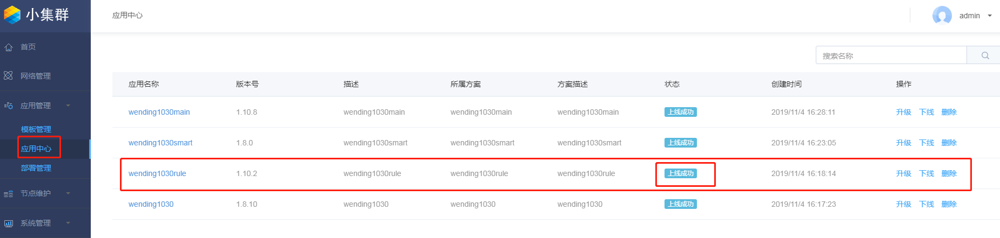 小集群
应用中心
admin
首页
网络管理
应用管理
模板管理
应用中心
部署管理
节点维护
系统管理
搜索名称
应用名称 版本号 描述 所属方案 方案描述 状态 创建时间 操作
wending1030main 1.10.8 wending1030main wending1030main wending1030main 上线成功 2019/11/4 16:28:11 升级 下线 删除
wending1030smart 1.8.0 wending1030smart wending1030smart wending1030smart 上线成功 2019/11/4 16:23:05 升级 下线 删除
wending1030rule 1.10.2 wending1030rule wending1030rule wending1030rule 上线成功 2019/11/4 16:18:14 升级 下线 删除
wending1030 1.8.10 wending1030 wending1030 wending1030 上线成功 2019/11/4 16:17:23 升级 下线 删除